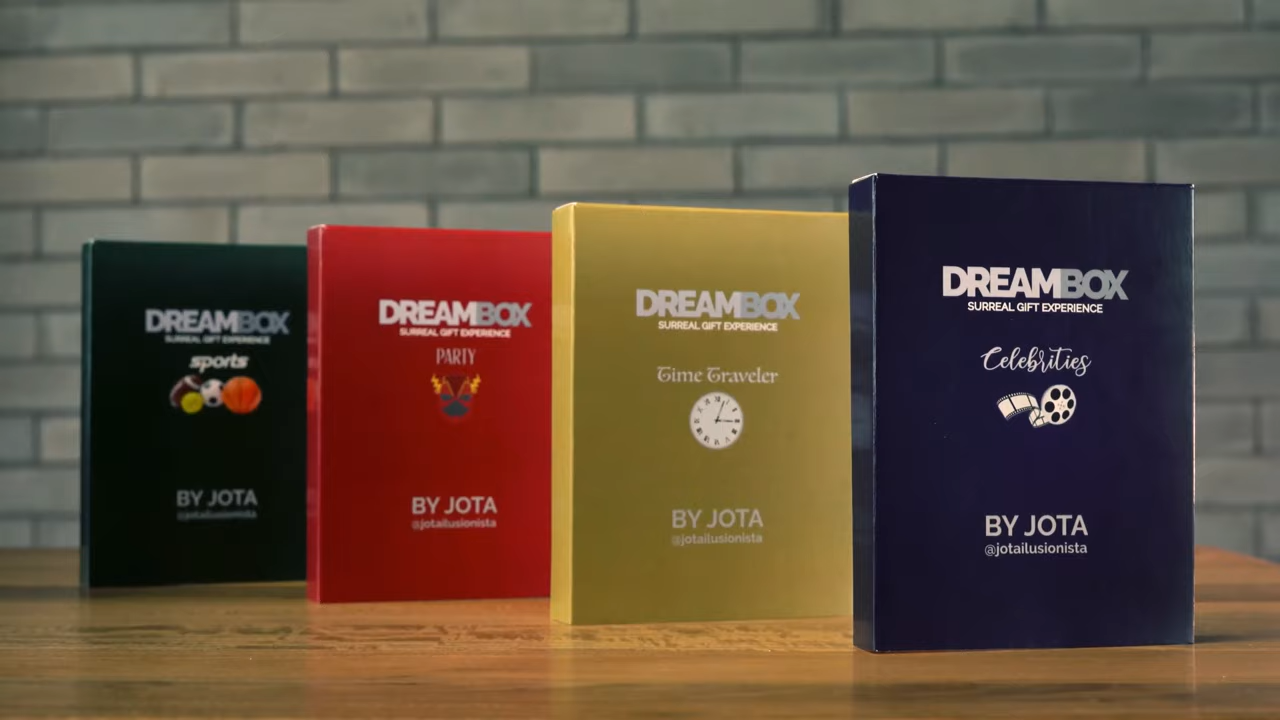 DREAMBOX
SURREAL GIFT EXPERIENCE
sports
BY JOTA
@jotailusionista
DREAMBOX
SURREAL GIFT EXPERIENCE
PARTY
BY JOTA
@jotailusionista
DREAMBOX
SURREAL GIFT EXPERIENCE
Time Traveler
BY JOTA
@jotailusionista
DREAMBOX
SURREAL GIFT EXPERIENCE
Celebrities
BY JOTA
@jotailusionista